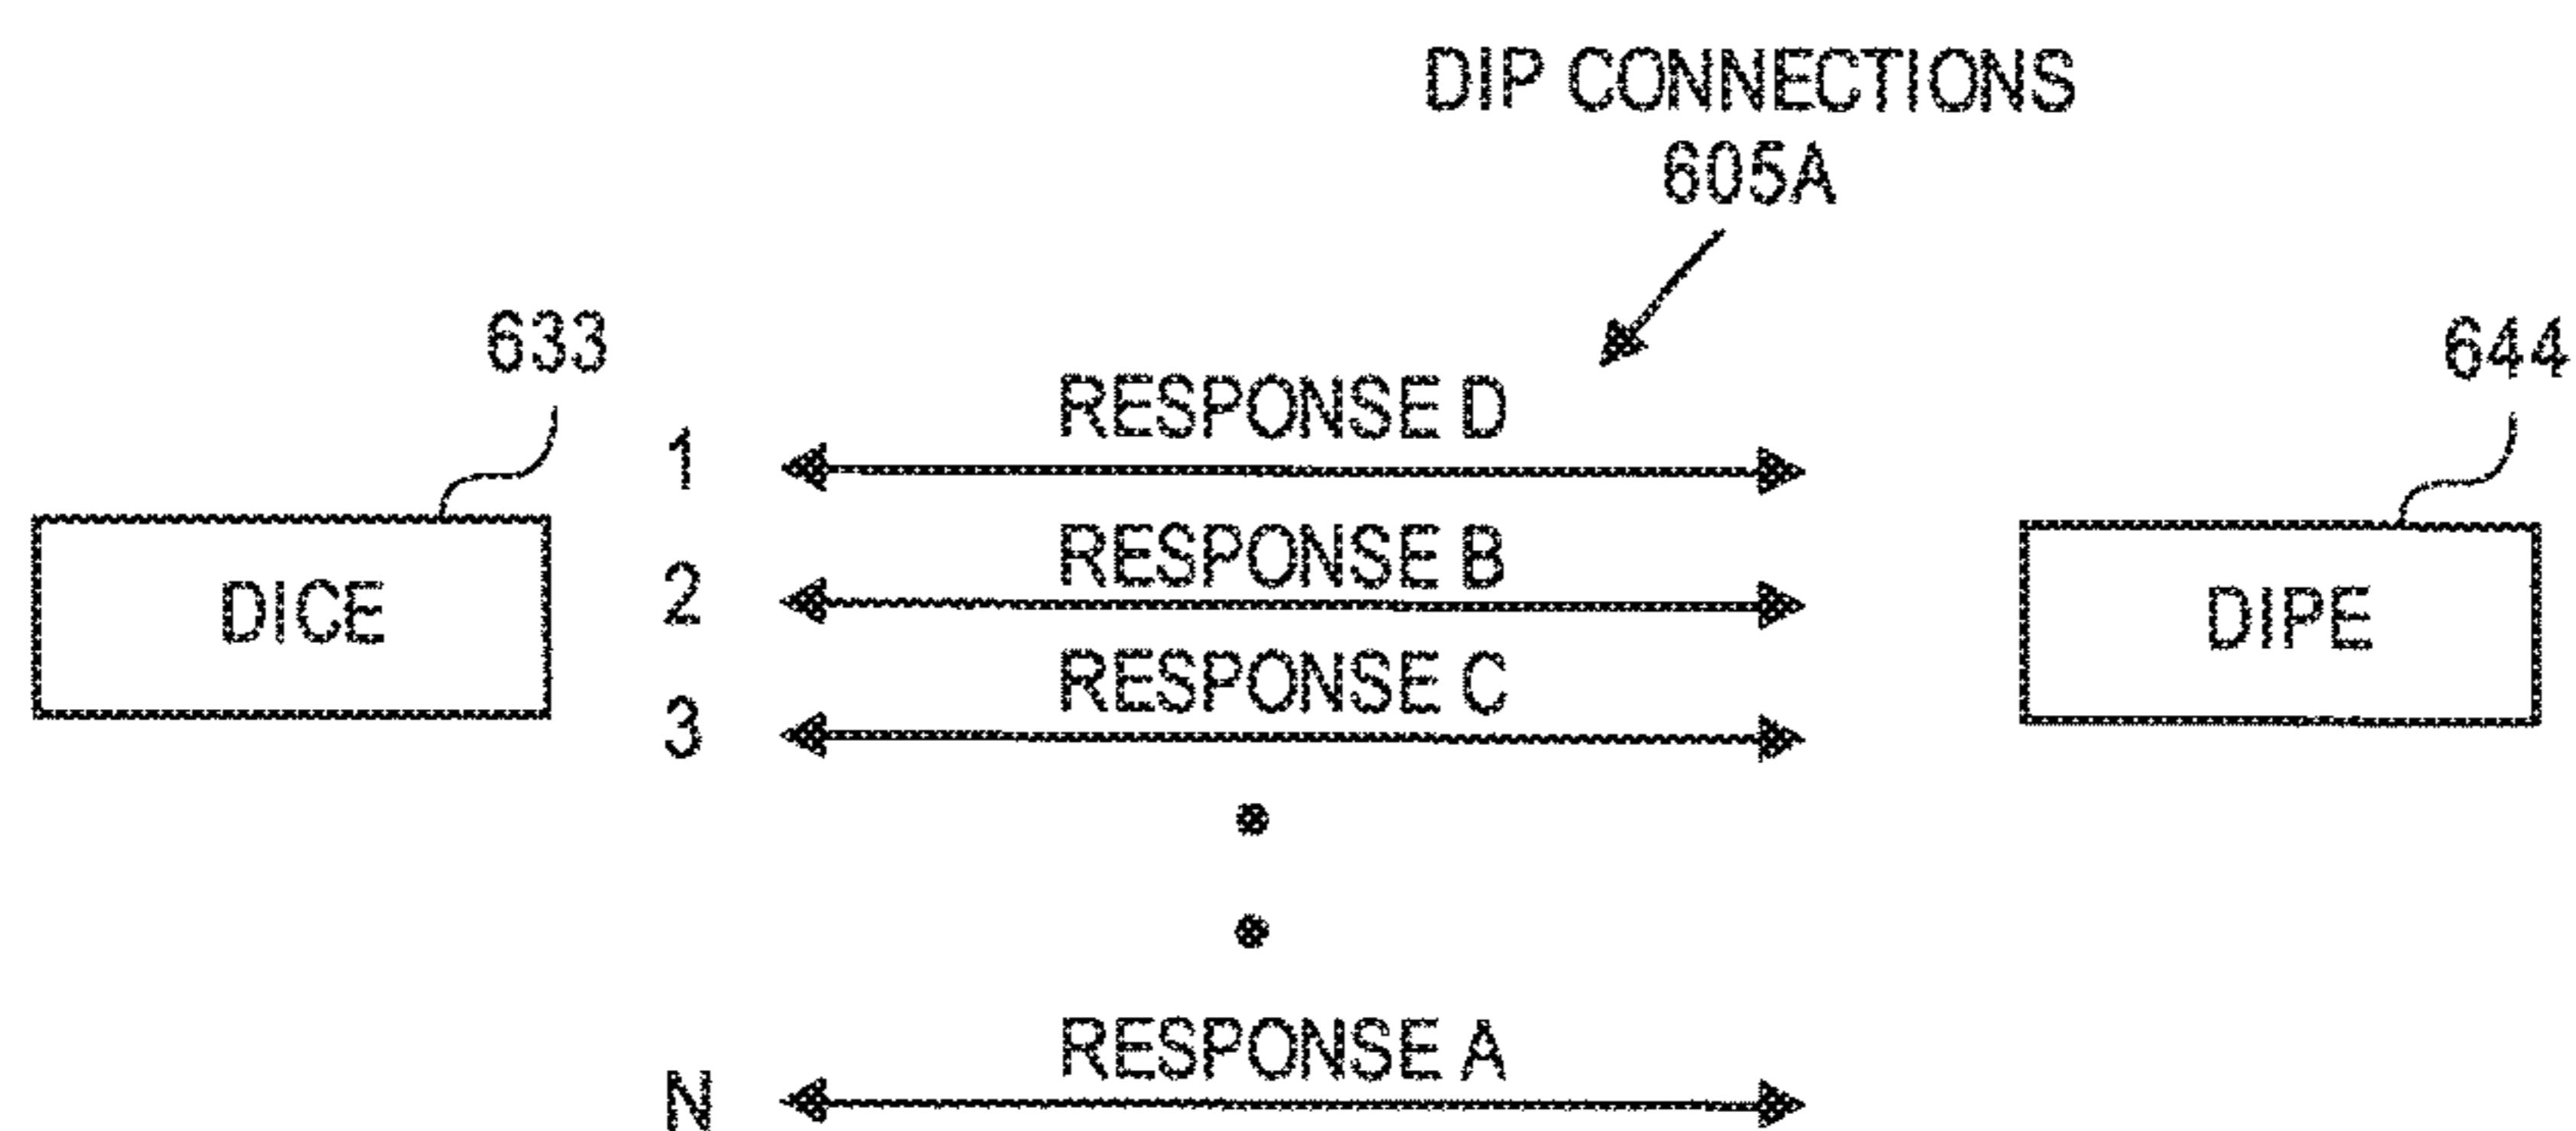 DIP CONNECTIONS
605A
633
644
RESPONSE D
1
RESPONSE B
2
DICE
DIPE
RESPONSE C
3
RESPONSE A
N